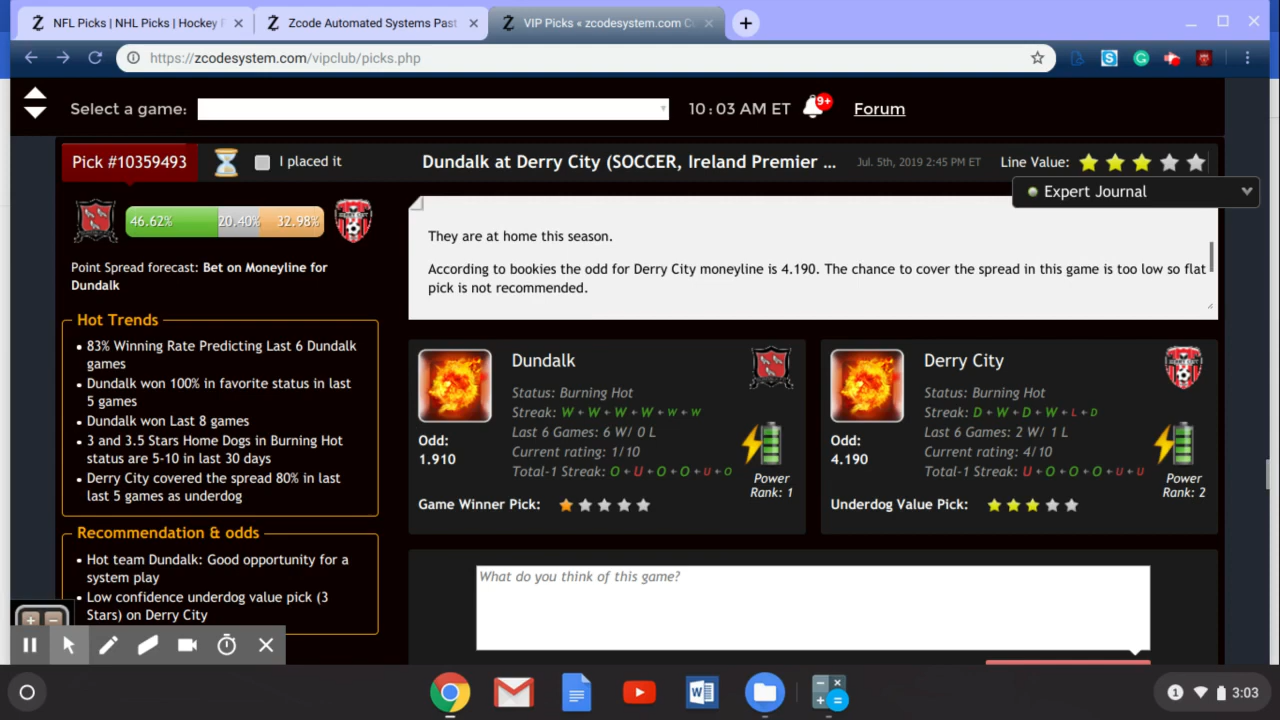 NFL Picks | NHL Picks | Hockey
Zcode Automated Systems Past
VIP Picks « zcodesystem.com
https://zcodesystem.com/vipclub/picks.php
Select a game:
10:03 AM ET
9+
Forum
Pick #10359493
I placed it
Dundalk at Derry City (SOCCER, Ireland Premier ...
Jul. 5th, 2019 2:45 PM ET
Line Value:
Expert Journal
46.62%
20.40%
32.98%
Point Spread forecast: Bet on Moneyline for
Dundalk
They are at home this season.
According to bookies the odd for Derry City moneyline is 4.190. The chance to cover the spread in this game is too low so flat
pick is not recommended.
Hot Trends
• 83% Winning Rate Predicting Last 6 Dundalk
games
• Dundalk won 100% in favorite status in last
5 games
• Dundalk won Last 8 games
• 3 and 3.5 Stars Home Dogs in Burning Hot
status are 5-10 in last 30 days
• Derry City covered the spread 80% in last
last 5 games as underdog
Recommendation & odds
• Hot team Dundalk: Good opportunity for a
system play
• Low confidence underdog value pick (3
Stars) on Derry City
Dundalk
Status: Burning Hot
Streak: W W W W W W
Last 6 Games: 6 W/ 0 L
Current rating: 1/10
Total-1 Streak: O U O O U O
Odd:
1.910
Power
Rank: 1
Game Winner Pick:
Derry City
Status: Burning Hot
Streak: D W D W L D
Last 6 Games: 2 W/ 1 L
Current rating: 4/10
Total-1 Streak: U O O O U U
Odd:
4.190
Power
Rank: 2
Underdog Value Pick:
What do you think of this game?
1
3:03